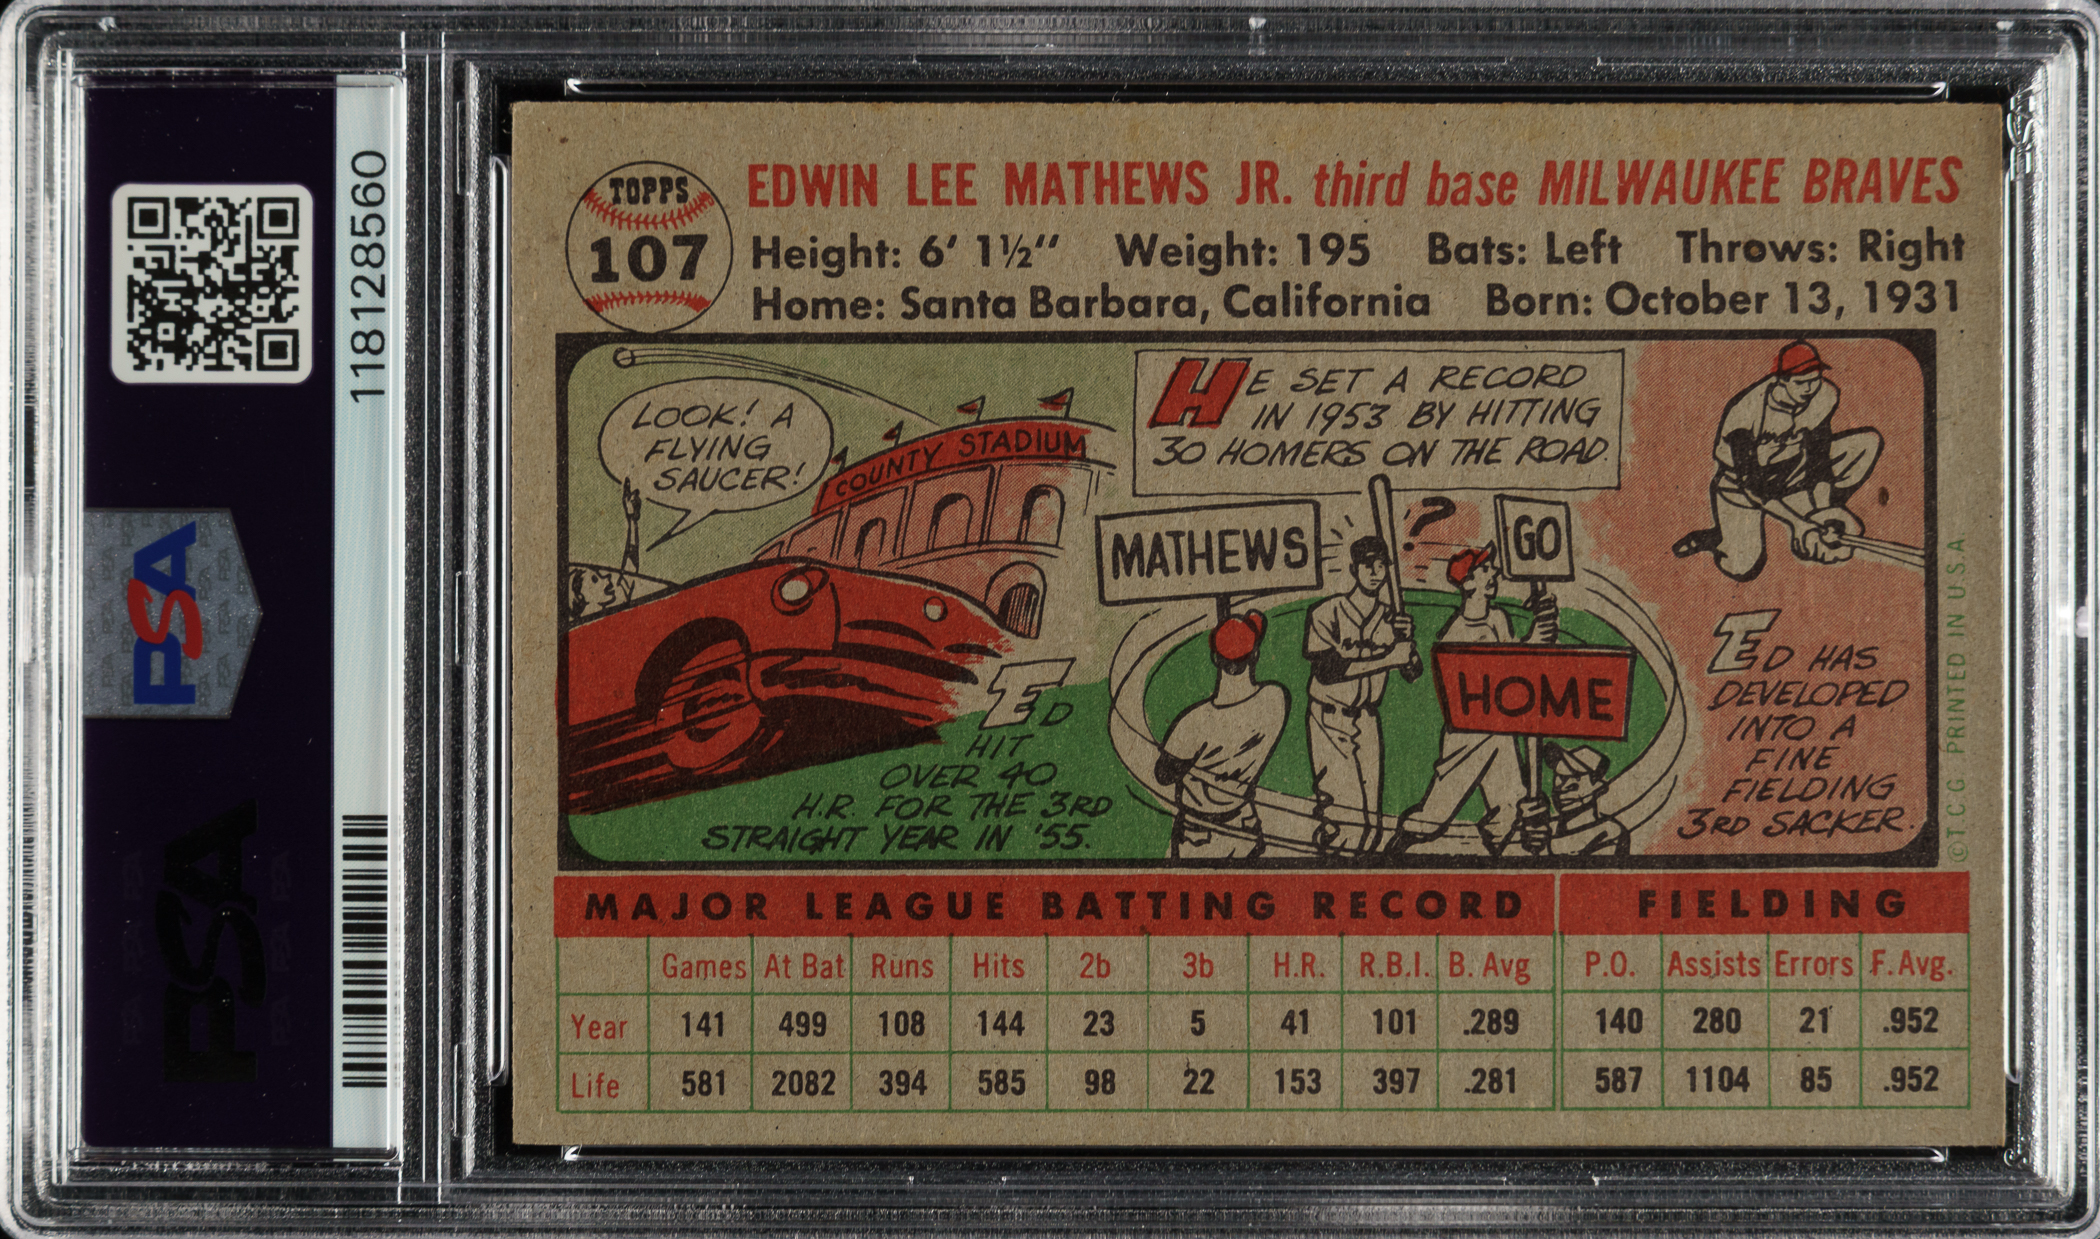 118128560
PSA
PSA
TOPPS
107
EDWIN LEE MATHEWS JR. third base MILWAUKEE BRAVES
Height: 6' 1½" Weight: 195 Bats: Left Throws: Right
Home: Santa Barbara, California Born: October 13, 1931
LOOK! A
FLYING
SAUCER!
COUNTY STADIUM
ED
HIT
OVER 40
H.R. FOR THE 3RD
STRAIGHT YEAR IN '55.
HE SET A RECORD
IN 1953 BY HITTING
30 HOMERS ON THE ROAD.
MATHEWS
?
GO
HOME
ED HAS
DEVELOPED
INTO A
FINE
FIELDING
3RD SACKER.
© T. C. G. PRINTED IN U.S.A.
MAJOR LEAGUE BATTING RECORD FIELDING
Games At Bat Runs Hits 2b 3b H.R. R.B.I. B. Avg P.O. Assists Errors F. Avg.
Year 141 499 108 144 23 5 41 101 .289 140 280 21 .952
Life 581 2082 394 585 98 22 153 397 .281 587 1104 85 .952